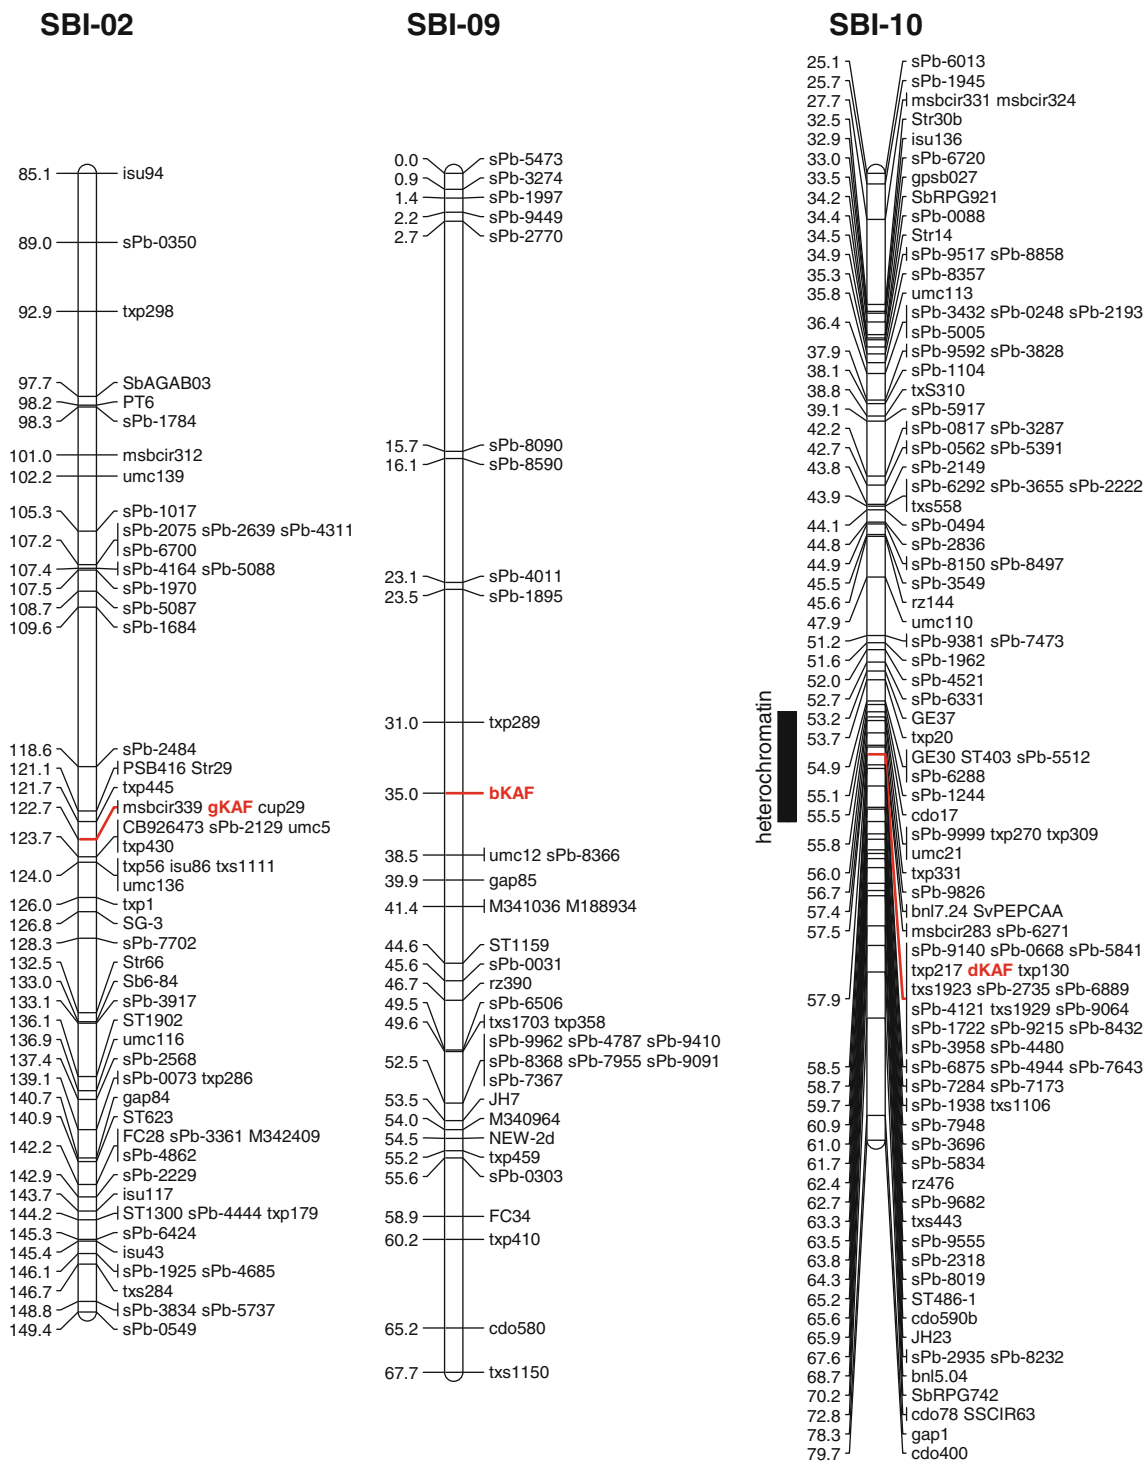 SBI-02
85.1 isu94
89.0 sPb-0350
92.9 txp298
97.7 SbAGAB03
98.2 PT6
98.3 sPb-1784
101.0 msbcir312
102.2 umc139
105.3 sPb-1017
107.2 sPb-2075 sPb-2639 sPb-4311
sPb-6700
107.4 sPb-4164 sPb-5088
107.5 sPb-1970
108.7 sPb-5087
109.6 sPb-1684
118.6 sPb-2484
121.1 PSB416 Str29
121.7 txp445
122.7 msbcir339 gKAF cup29
123.7 CB926473 sPb-2129 umc5
txp430
124.0 txp56 isu86 txs1111
umc136
126.0 txp1
126.8 SG-3
128.3 sPb-7702
132.5 Str66
133.0 Sb6-84
133.1 sPb-3917
136.1 ST1902
136.9 umc116
137.4 sPb-2568
139.1 sPb-0073 txp286
140.7 gap84
140.9 ST623
142.2 FC28 sPb-3361 M342409
sPb-4862
142.9 sPb-2229
143.7 isu117
144.2 ST1300 sPb-4444 txp179
145.3 sPb-6424
145.4 isu43
146.1 sPb-1925 sPb-4685
146.7 txs284
148.8 sPb-3834 sPb-5737
149.4 sPb-0549
SBI-09
0.0 sPb-5473
0.9 sPb-3274
1.4 sPb-1997
2.2 sPb-9449
2.7 sPb-2770
15.7 sPb-8090
16.1 sPb-8590
23.1 sPb-4011
23.5 sPb-1895
31.0 txp289
35.0 bKAF
38.5 umc12 sPb-8366
39.9 gap85
41.4 M341036 M188934
44.6 ST1159
45.6 sPb-0031
46.7 rz390
49.5 sPb-6506
49.6 txs1703 txp358
sPb-9962 sPb-4787 sPb-9410
52.5 sPb-8368 sPb-7955 sPb-9091
sPb-7367
53.5 JH7
54.0 M340964
54.5 NEW-2d
55.2 txp459
55.6 sPb-0303
58.9 FC34
60.2 txp410
65.2 cdo580
67.7 txs1150
SBI-10
25.1 sPb-6013
25.7 sPb-1945
27.7 msbcir331 msbcir324
32.5 Str30b
32.9 isu136
33.0 sPb-6720
33.5 gpsb027
34.2 SbRPG921
34.4 sPb-0088
34.5 Str14
34.9 sPb-9517 sPb-8858
35.3 sPb-8357
35.8 umc113
36.4 sPb-3432 sPb-0248 sPb-2193
sPb-5005
37.9 sPb-9592 sPb-3828
38.1 sPb-1104
38.8 txS310
39.1 sPb-5917
42.2 sPb-0817 sPb-3287
42.7 sPb-0562 sPb-5391
43.8 sPb-2149
43.9 sPb-6292 sPb-3655 sPb-2222
txs558
44.1 sPb-0494
44.8 sPb-2836
44.9 sPb-8150 sPb-8497
45.5 sPb-3549
45.6 rz144
47.9 umc110
51.2 sPb-9381 sPb-7473
51.6 sPb-1962
52.0 sPb-4521
52.7 sPb-6331
53.2 GE37
53.7 txp20
54.9 GE30 ST403 sPb-5512
sPb-6288
55.1 sPb-1244
55.5 cdo17
55.8 sPb-9999 txp270 txp309
umc21
56.0 txp331
56.7 sPb-9826
57.4 bnl7.24 SvPEPCAA
57.5 msbcir283 sPb-6271
sPb-9140 sPb-0668 sPb-5841
txp217 dKAF txp130
txs1923 sPb-2735 sPb-6889
57.9 sPb-4121 txs1929 sPb-9064
sPb-1722 sPb-9215 sPb-8432
sPb-3958 sPb-4480
58.5 sPb-6875 sPb-4944 sPb-7643
58.7 sPb-7284 sPb-7173
59.7 sPb-1938 txs1106
60.9 sPb-7948
61.0 sPb-3696
61.7 sPb-5834
62.4 rz476
62.7 sPb-9682
63.3 txs443
63.5 sPb-9555
63.8 sPb-2318
64.3 sPb-8019
65.2 ST486-1
65.6 cdo590b
65.9 JH23
67.6 sPb-2935 sPb-8232
68.7 bnl5.04
70.2 SbRPG742
72.8 cdo78 SSCIR63
78.3 gap1
79.7 cdo400
heterochromatin